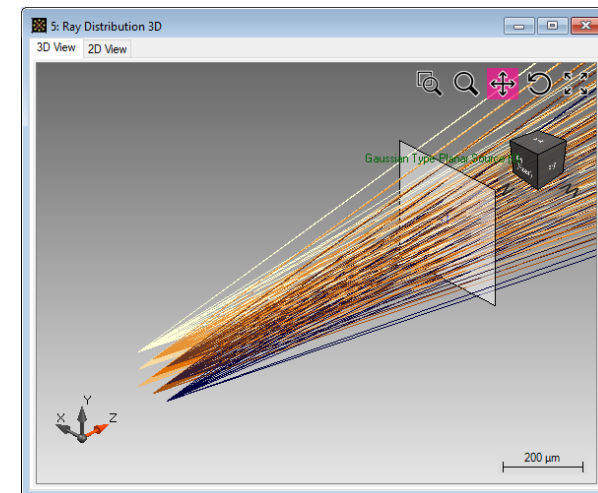 5: Ray Distribution 3D
3D View 2D View
Gaussian Type Planar Source
Y
X Z
200 µm